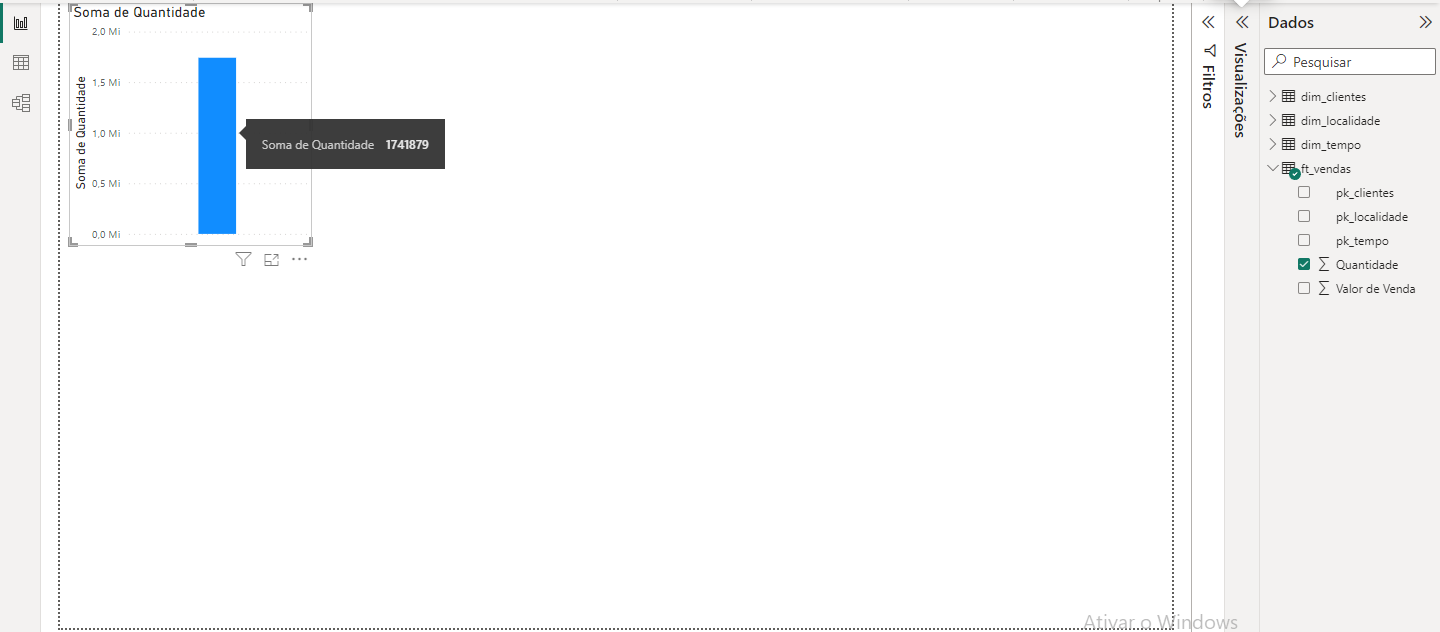 Soma de Quantidade
2,0 Mi
1,5 Mi
1,0 Mi
0,5 Mi
0,0 Mi
Soma de Quantidade
Soma de Quantidade 1741879
Filtros
Visualizações
Dados
Pesquisar
dim_clientes
dim_localidade
dim_tempo
ft_vendas
pk_clientes
pk_localidade
pk_tempo
Quantidade
Valor de Venda
Ativar o Windows